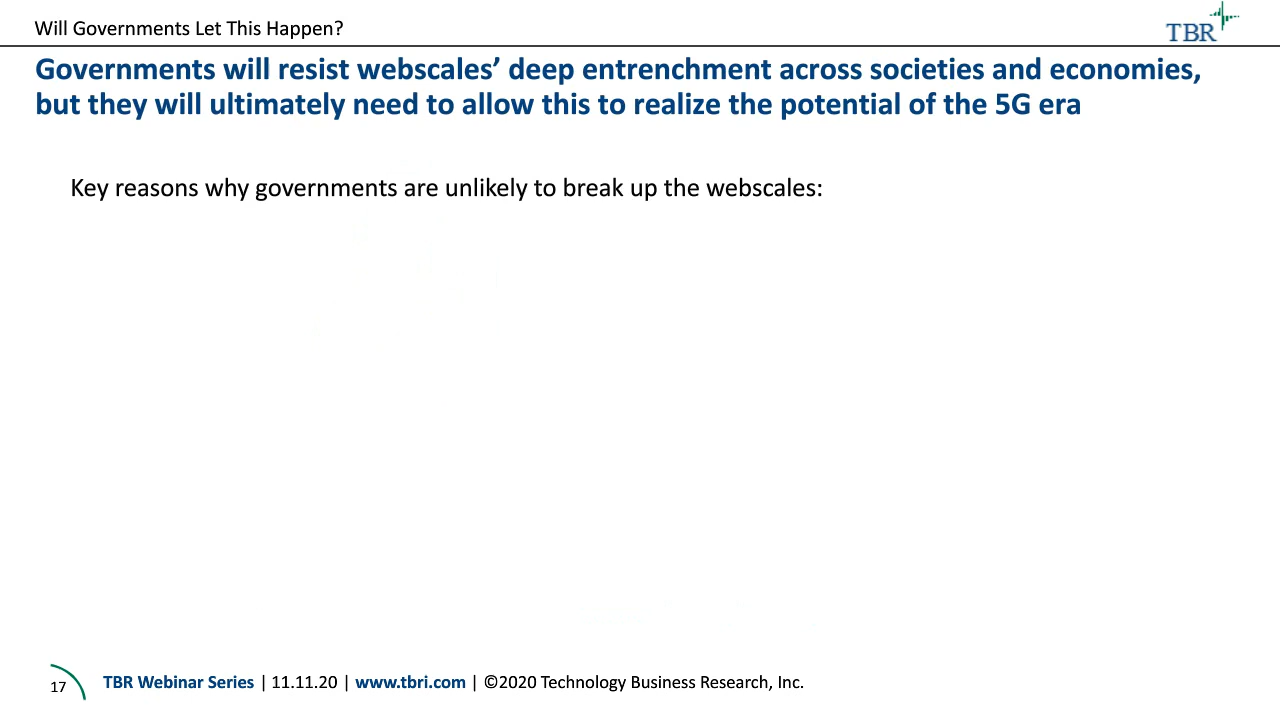 Will Governments Let This Happen?
TBR
Governments will resist webscales’ deep entrenchment across societies and economies,
but they will ultimately need to allow this to realize the potential of the 5G era
Key reasons why governments are unlikely to break up the webscales:
17
TBR Webinar Series | 11.11.20 | www.tbri.com | ©2020 Technology Business Research, Inc.